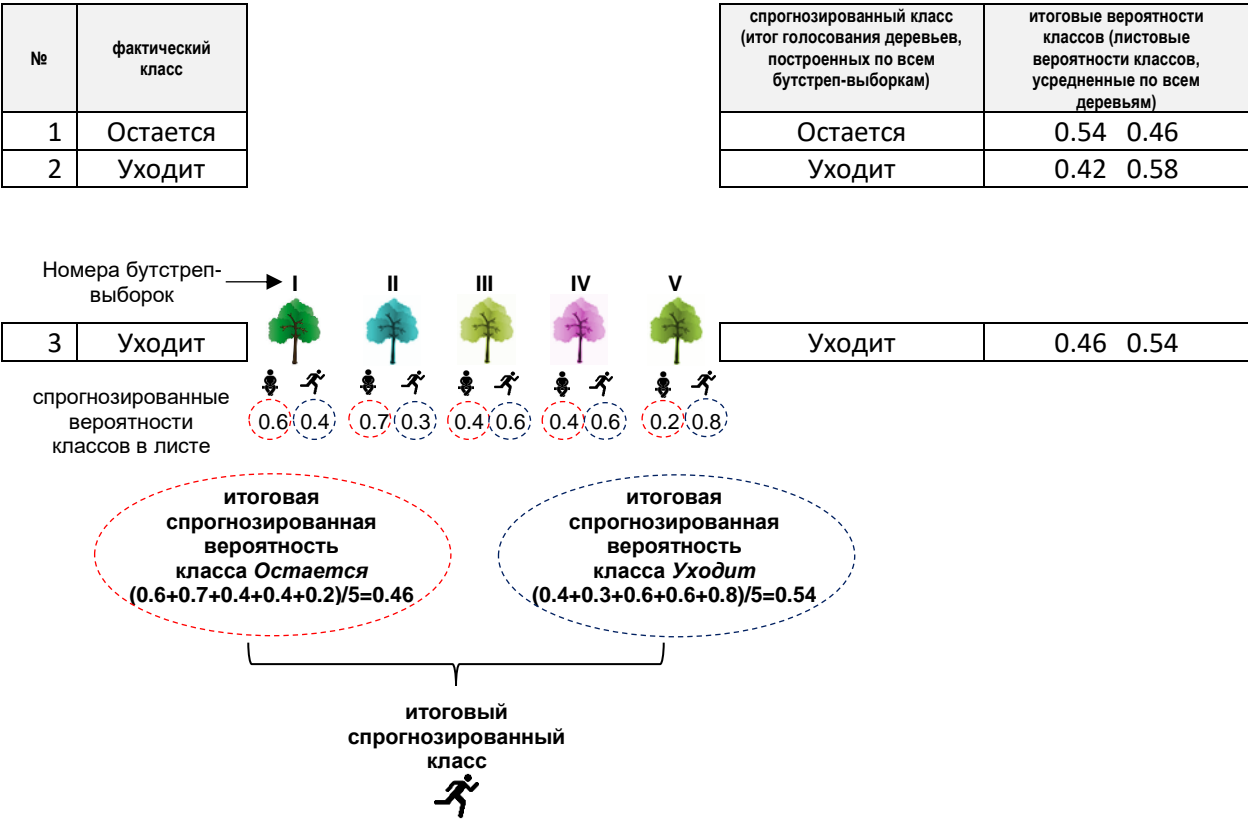 №
фактический
класс
спрогнозированный класс
(итог голосования деревьев,
построенных по всем
бутстреп-выборкам)
итоговые вероятности
классов (листовые
вероятности классов,
усредненные по всем
деревьям)
1 Остается Остается 0.54 0.46
2 Уходит Уходит 0.42 0.58
Номера бутстреп-
выборок
I II III IV V
3 Уходит Уходит 0.46 0.54
спрогнозированные
вероятности
классов в листе
0.6 0.4 0.7 0.3 0.4 0.6 0.4 0.6 0.2 0.8
итоговая
спрогнозированная
вероятность
класса Остается
(0.6+0.7+0.4+0.4+0.2)/5=0.46
итоговая
спрогнозированная
вероятность
класса Уходит
(0.4+0.3+0.6+0.6+0.8)/5=0.54
итоговый
спрогнозированный
класс